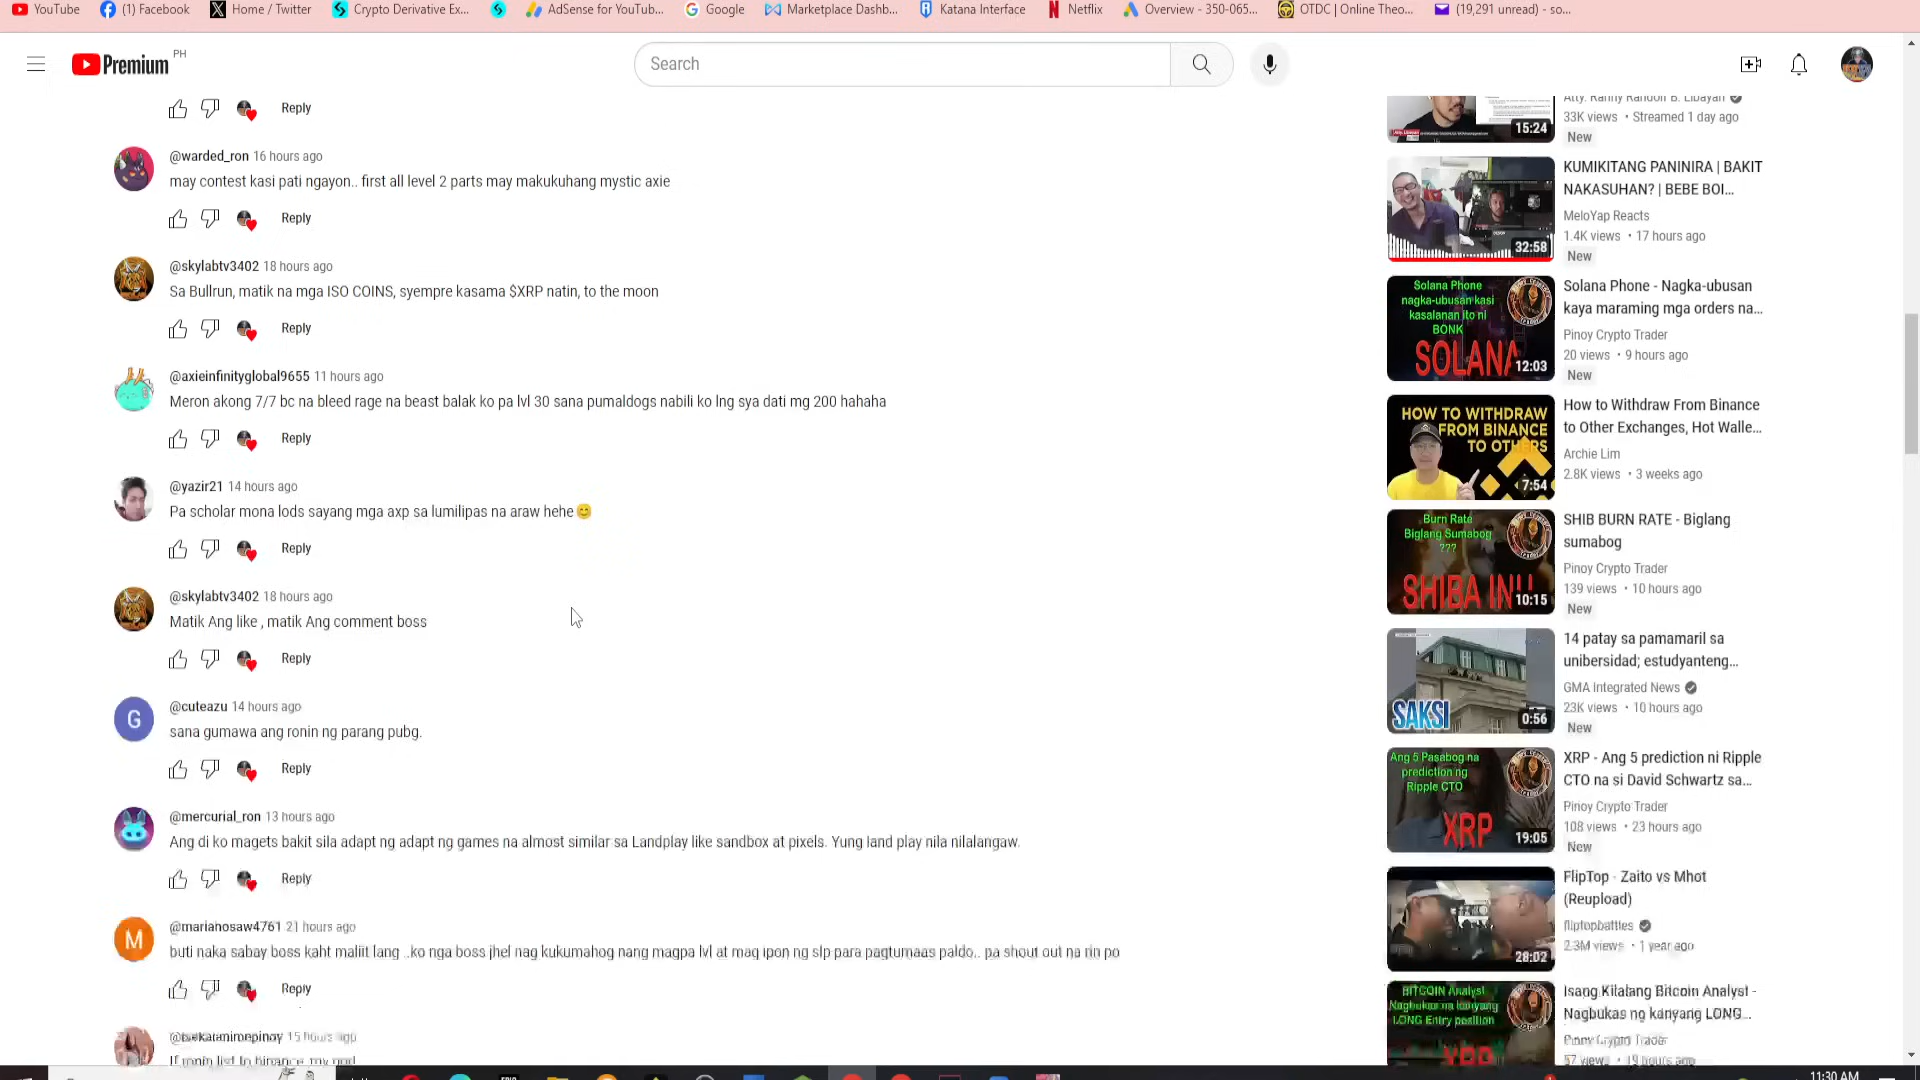 YouTube
(1) Facebook
Home / Twitter
Crypto Derivative Ex...
AdSense for YouTub...
Google
Marketplace Dashb...
Katana Interface
Netflix
Overview - 350-065...
OTDC | Online Theo...
(19,291 unread) - so...
Premium PH
Search
Reply
@warded_ron 16 hours ago
may contest kasi pati ngayon.. first all level 2 parts may makukuhang mystic axie
Reply
@skylabtv3402 18 hours ago
Sa Bullrun, matik na mga ISO COINS, syempre kasama $XRP natin, to the moon
Reply
@axieinfinityglobal9655 11 hours ago
Meron akong 7/7 bc na bleed rage na beast balak ko pa lvl 30 sana pumaldogs nabili ko lng sya dati mg 200 hahaha
Reply
@yazir21 14 hours ago
Pa scholar mona lods sayang mga axp sa lumilipas na araw hehe😊
Reply
@skylabtv3402 18 hours ago
Matik Ang like , matik Ang comment boss
Reply
G
@cuteazu 14 hours ago
sana gumawa ang ronin ng parang pubg.
Reply
@mercurial_ron 13 hours ago
Ang di ko magets bakit sila adapt ng adapt ng games na almost similar sa Landplay like sandbox at pixels. Yung land play nila nilalangaw.
Reply
M
@marianosaw4761 21 hours ago
buti naka sabay boss kaht maliit lang ..ko nga boss jhel nag kukumahog nang magpa lvl at mag ipon ng slp para pagtumaas paldo.. pa shout out na rin po
Reply
15 hours ago
If ronin list to binance my god
Atty. Ranny Randolf B. Libayan
33K views • Streamed 1 day ago
New
15:24
KUMIKITANG PANINIRA | BAKIT
NAKASUHAN? | BEBE BOI...
MeloYap Reacts
1.4K views • 17 hours ago
New
32:58
Solana Phone
nagka-ubusan kasi
kasalanan ito ni
BONK
SOLANA
12:03
Solana Phone - Nagka-ubusan
kaya maraming mga orders na...
Pinoy Crypto Trader
20 views • 9 hours ago
New
HOW TO WITHDRAW
FROM BINANCE
TO OTHERS
7:54
How to Withdraw From Binance
to Other Exchanges, Hot Walle...
Archie Lim
2.8K views • 3 weeks ago
Burn Rate
Biglang Sumabog
???
SHIBA INU
10:15
SHIB BURN RATE - Biglang
sumabog
Pinoy Crypto Trader
139 views • 10 hours ago
New
SAKSI
0:56
14 patay sa pamamaril sa
unibersidad; estudyanteng...
GMA Integrated News
23K views • 10 hours ago
New
Ang 5 Pasabog na
prediction ng
Ripple CTO
XRP
19:05
XRP - Ang 5 prediction ni Ripple
CTO na si David Schwartz sa...
Pinoy Crypto Trader
108 views • 23 hours ago
New
28:02
FlipTop - Zaito vs Mhot
(Reupload)
fliptopbattles
2.3M views • 1 year ago
BITCOIN Analyst
Nagbukas na kanyang
LONG Entry position
XRP
Isang Kilalang Bitcoin Analyst -
Nagbukas ng kanyang LONG...
Pinoy Crypto Trader
19 hours ago
11:30 AM